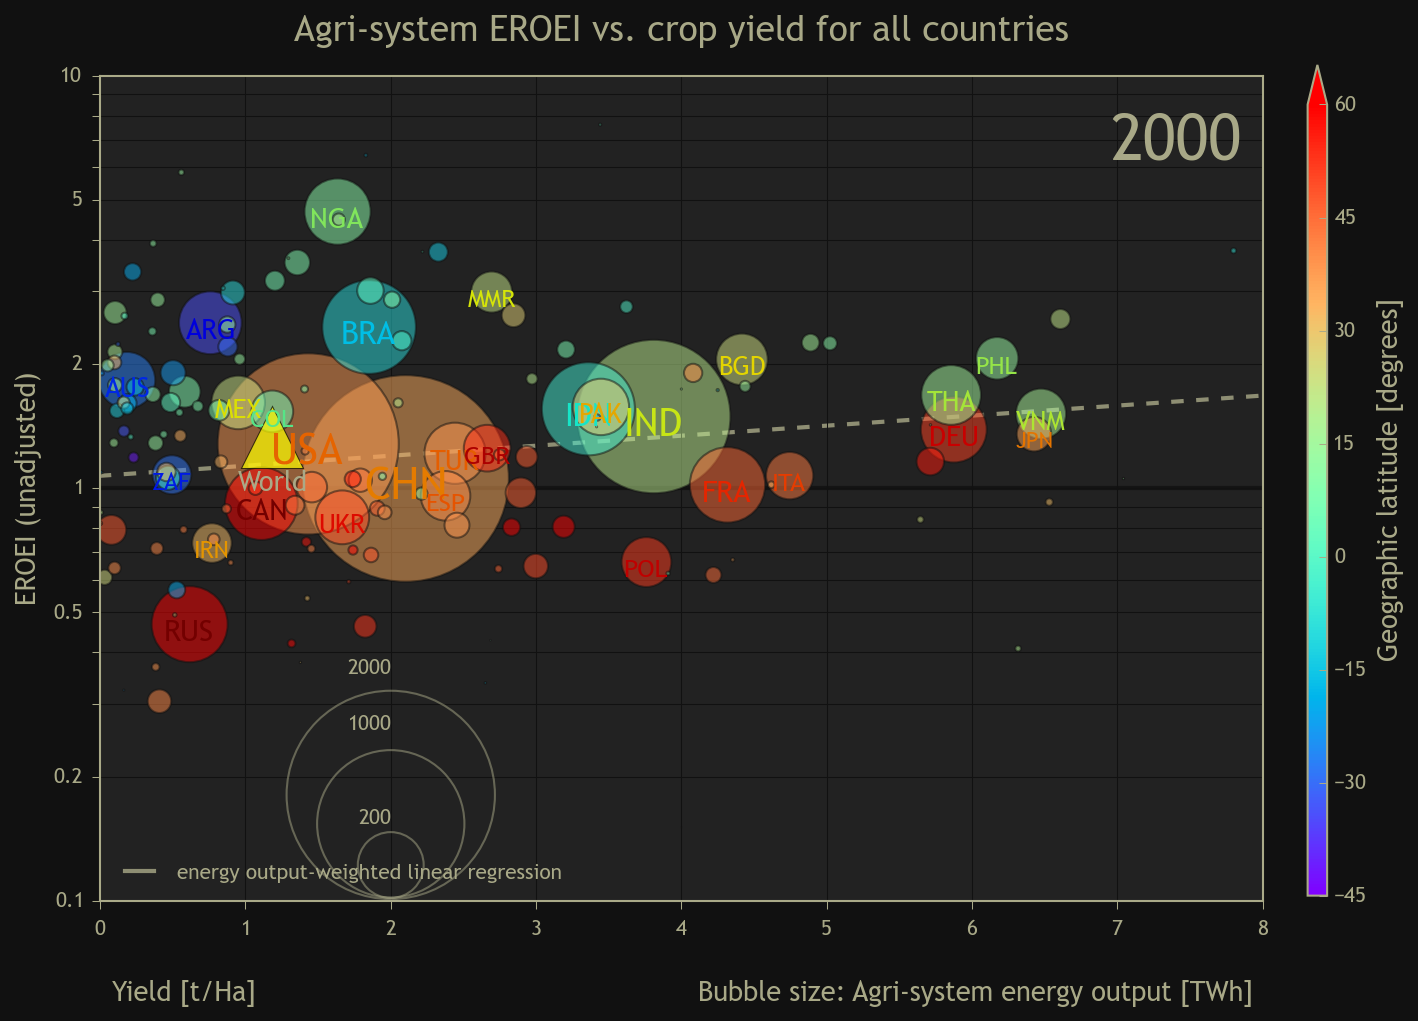 Agri-system EROEI vs. crop yield for all countries
2000
10
5
2
1
0.5
0.2
0.1
EROEI (unadjusted)
NGA
MMR
ARG
BRA
BGD
PHL
AUS
MEX
COL
PAK
IND
THA
VNM
JPN
DEU
USA
TUR
GBR
World
ZAF
CHN
ESP
FRA
ITA
CAN
UKR
IRN
POL
RUS
2000
1000
200
energy output-weighted linear regression
0 1 2 3 4 5 6 7 8
Yield [t/Ha]
Bubble size: Agri-system energy output [TWh]
60
45
30
15
0
−15
−30
−45
Geographic latitude [degrees]